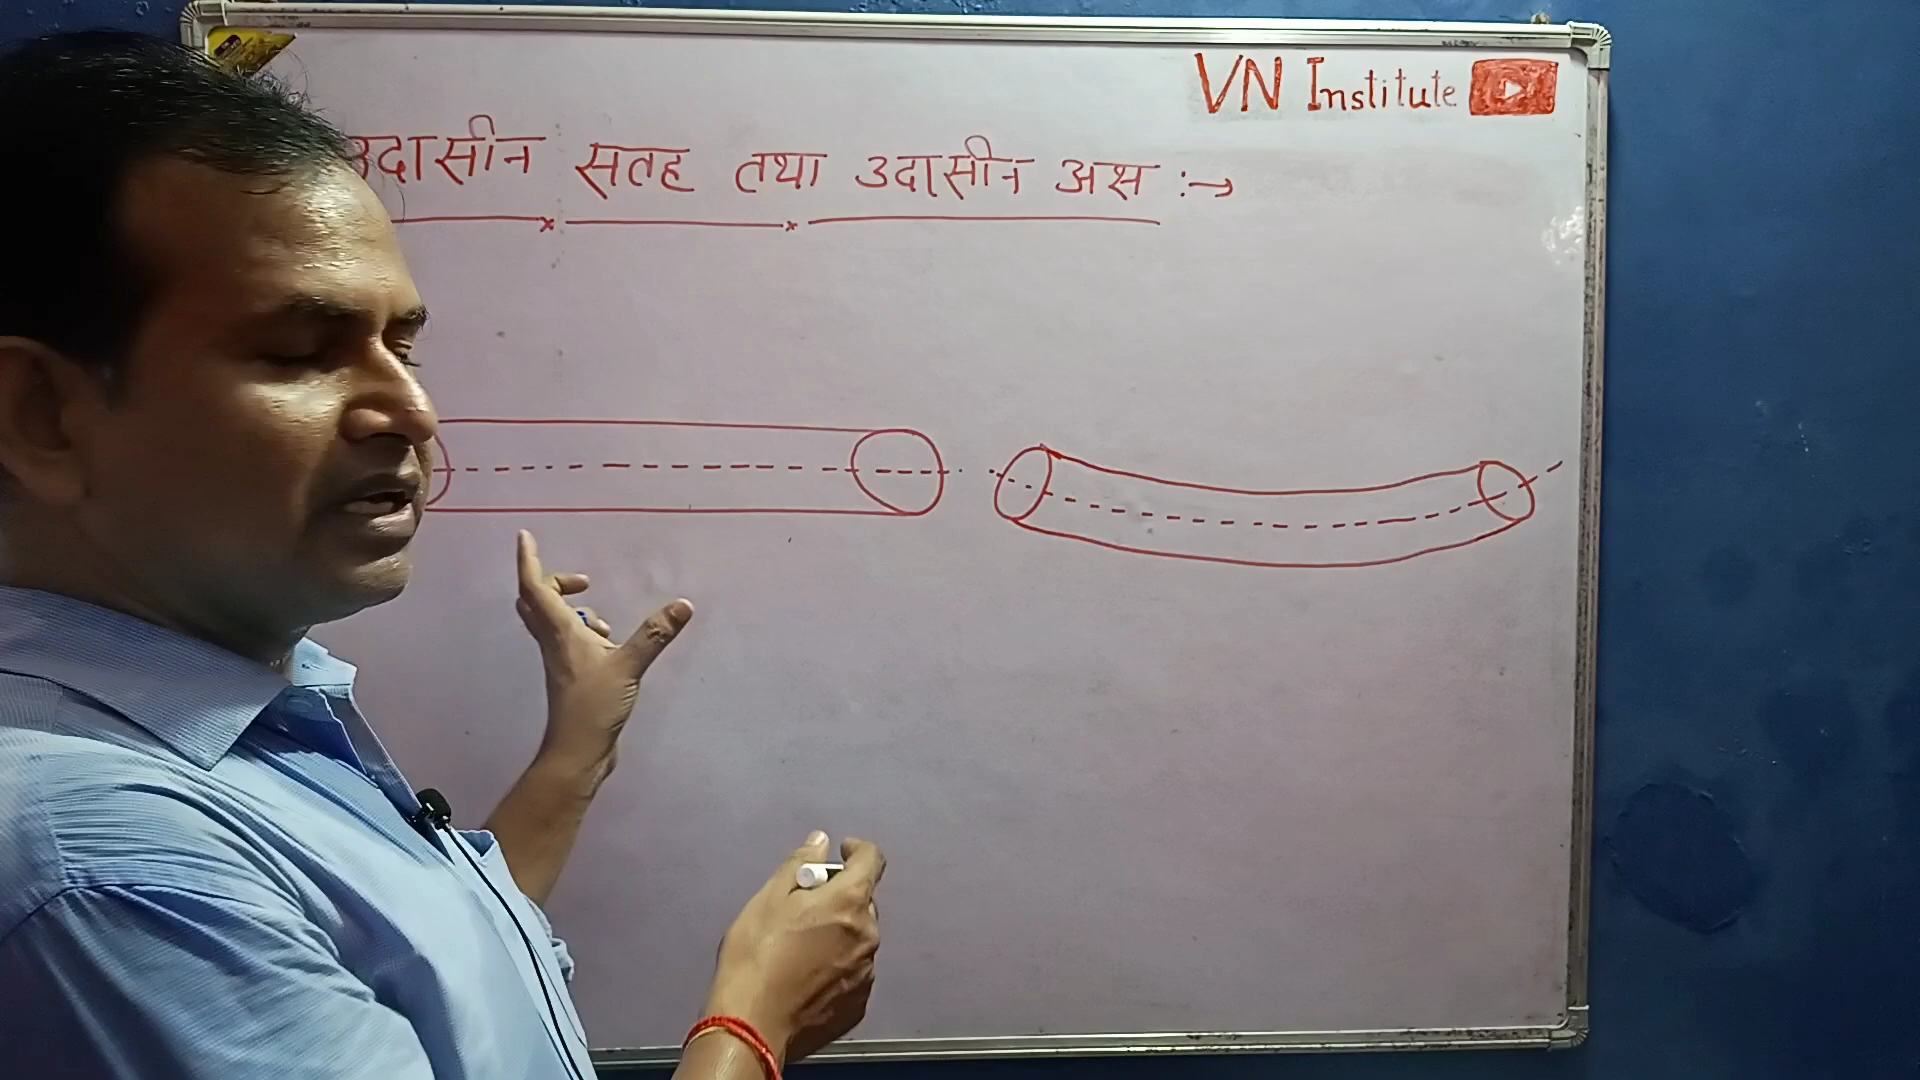 VN Institute
उदासीन सतह तथा उदासीन अक्ष :→